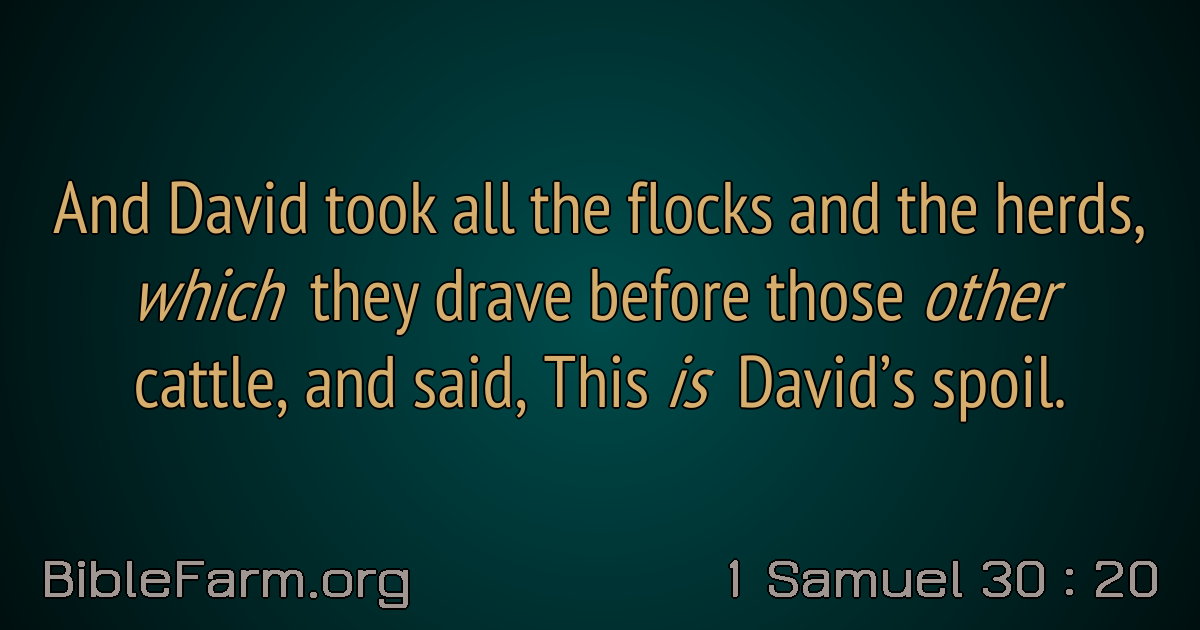 And David took all the flocks and the herds,
which they drave before those other
cattle, and said, This is David’s spoil.
BibleFarm.org
1 Samuel 30 : 20